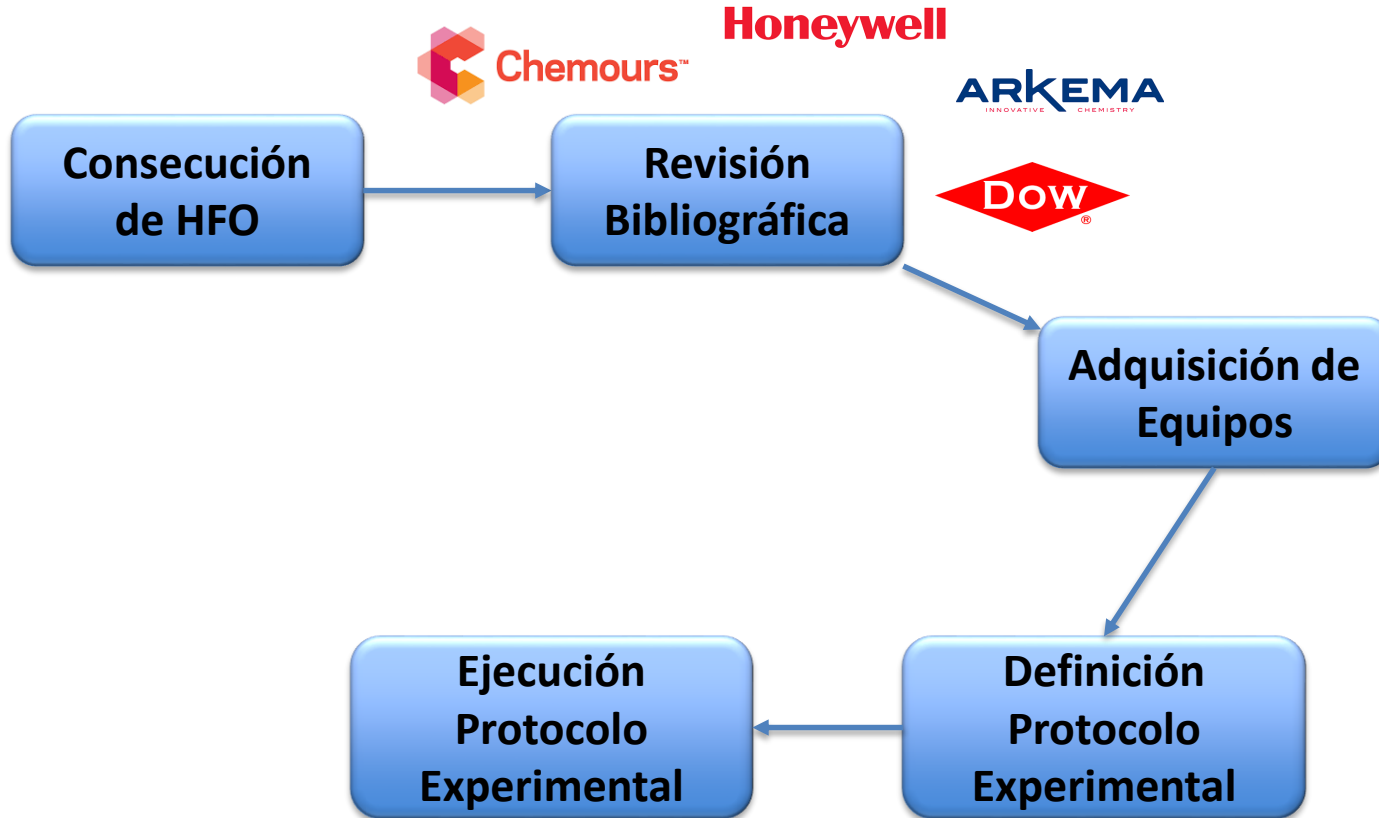 Honeywell
Chemours™
ARKEMA
INNOVATIVE CHEMISTRY
Consecución
de HFO
Revisión
Bibliográfica
Dow
®
Adquisición de
Equipos
Definición
Protocolo
Experimental
Ejecución
Protocolo
Experimental